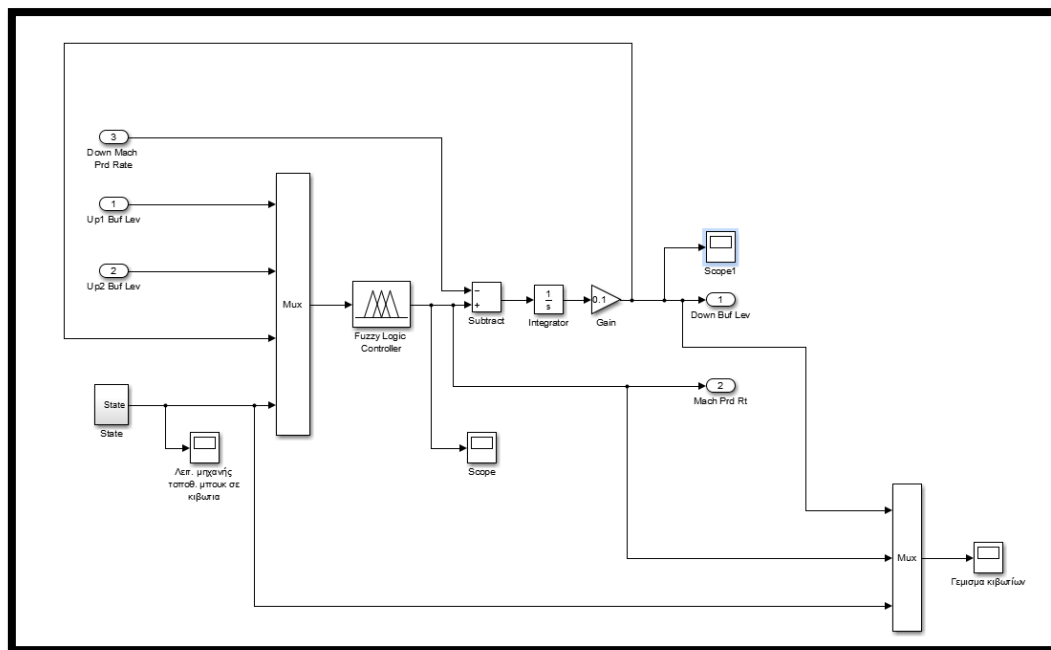 3
Down Mach
Prd Rate
1
Up1 Buf Lev
2
Up2 Buf Lev
Mux
Fuzzy Logic
Controller
−
+
Subtract
1
s
Integrator
0.1
Gain
Scope1
1
Down Buf Lev
2
Mach Prd Rt
State
State
Λειτ. μηχανής
τοποθ. μπουκ σε
κιβωτια
Scope
Mux
Γεμισμα κιβωτίων